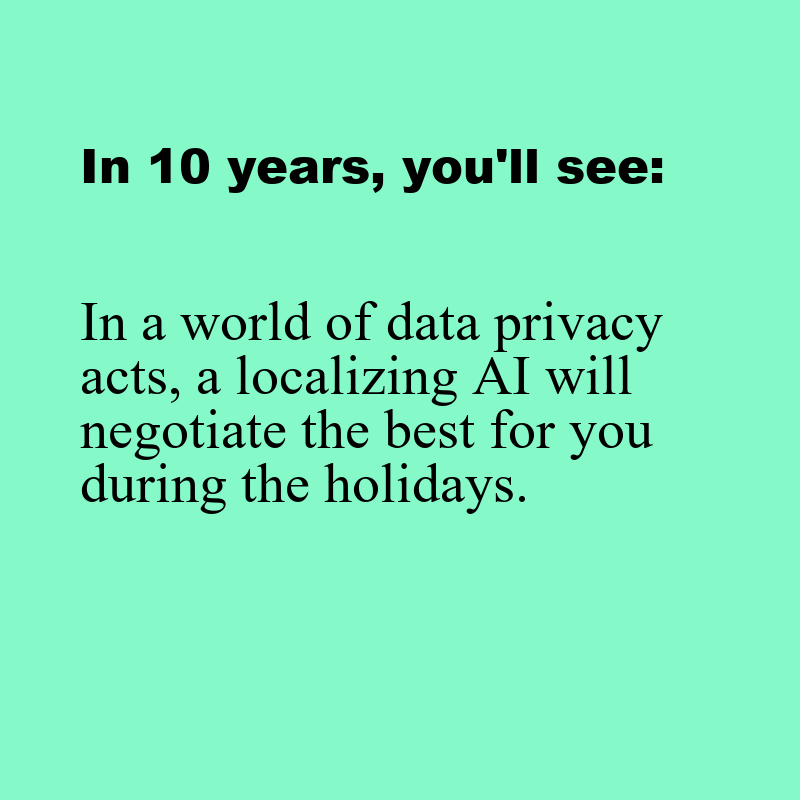 In 10 years, you'll see:
In a world of data privacy
acts, a localizing AI will
negotiate the best for you
during the holidays.